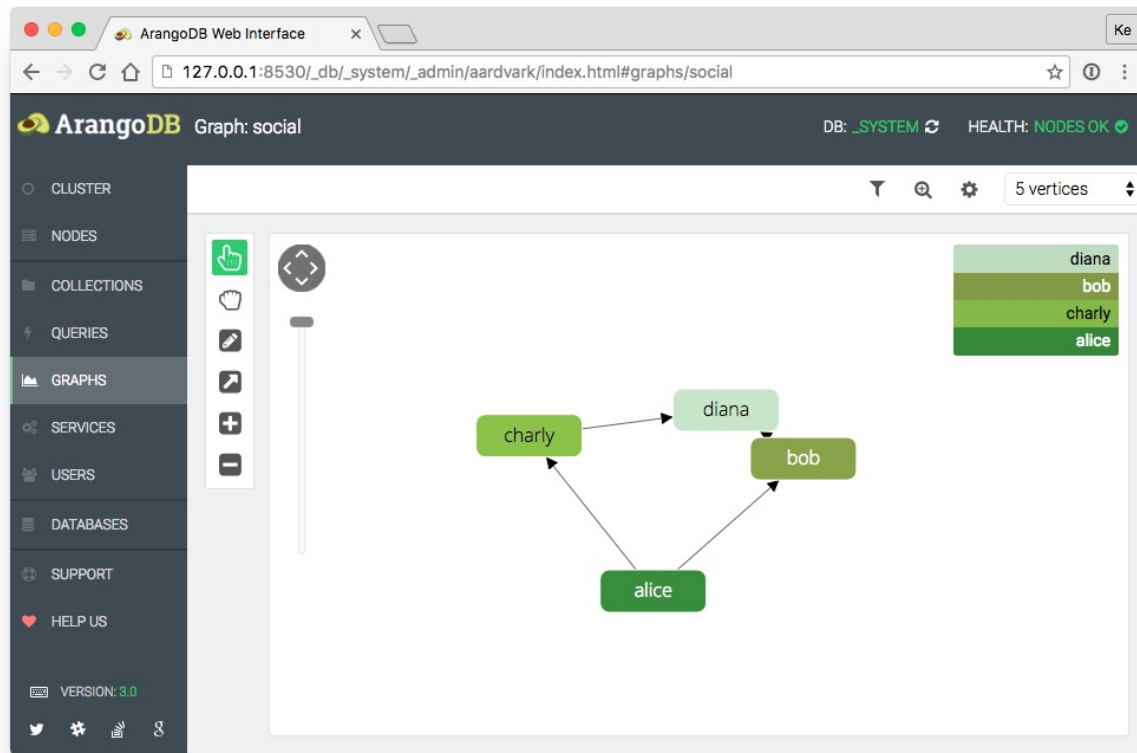 ArangoDB Web Interface
Ke
127.0.0.1:8530/_db/_system/_admin/aardvark/index.html#graphs/social
ArangoDB Graph: social DB: _SYSTEM HEALTH: NODES OK
5 vertices
CLUSTER
NODES
COLLECTIONS
QUERIES
GRAPHS
SERVICES
USERS
DATABASES
SUPPORT
HELP US
VERSION: 3.0
diana
bob
charly
alice
diana
charly
bob
alice